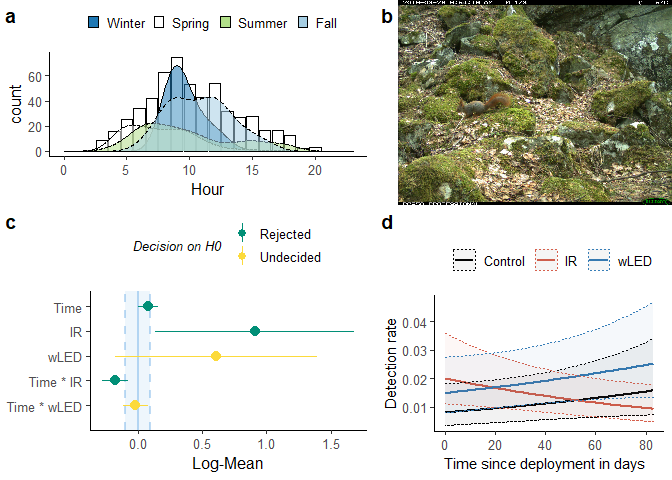 a
Winter Spring Summer Fall
count
60
40
20
0
0 5 10 15 20
Hour
b
c
Decision on H0
Rejected
Undecided
Time
IR
wLED
Time * IR
Time * wLED
0.0 0.5 1.0 1.5
Log-Mean
d
Control IR wLED
Detection rate
0.04
0.03
0.02
0.01
0 20 40 60 80
Time since deployment in days